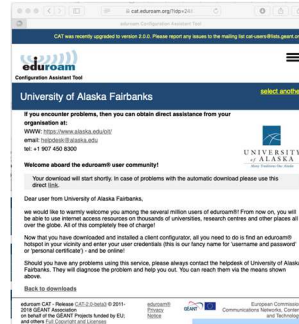 cat.eduroam.org/?idp=241
eduroam Configuration Assistant Tool
CAT was recently upgraded to version 2.0.0. Please report any issues to the mailing list cat-users@lists.geant.or
eduroam
Configuration Assistant Tool
University of Alaska Fairbanks
select anothe
If you encounter problems, then you can obtain direct assistance from your
organisation at:
WWW: https://www.alaska.edu/oit/
email: helpdesk@alaska.edu
tel: +1 907 450 8300
UNIVERSITY
of ALASKA
Many Traditions One Alaska
Welcome aboard the eduroam® user community!
Your download will start shortly. In case of problems with the automatic download please use this
direct link.
Dear user from University of Alaska Fairbanks,
we would like to warmly welcome you among the several million users of eduroam®! From now on, you will
be able to use internet access resources on thousands of universities, research centres and other places all
over the globe. All of this completely free of charge!
Now that you have downloaded and installed a client configurator, all you need to do is find an eduroam®
hotspot in your vicinity and enter your user credentials (this is our fancy name for 'username and password'
or 'personal certificate') - and be online!
Should you have any problems using this service, please always contact the helpdesk of University of Alaska
Fairbanks. They will diagnose the problem and help you out. You can reach them via the means shown
above.
Back to downloads
eduroam CAT - Release CAT-2.0-beta3 © 2011-
2018 GÉANT Association
on behalf of the GÉANT Projects funded by EU;
and others Full Copyright and Licenses
eduroam®
Privacy
Notice
GÉANT
European Commissio
Communications Networks, Conten
and Technolog